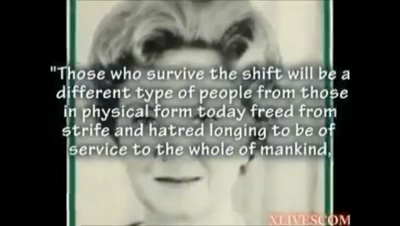 "Those who survive the shift will be a
different type of people from those
in physical form today freed from
strife and hatred longing to be of
service to the whole of mankind,
XLIVESCOM